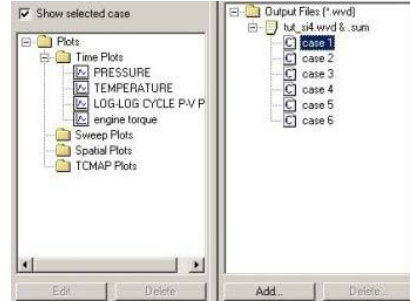 Show selected case
Plots
Time Plots
PRESSURE
TEMPERATURE
LOG-LOG CYCLE P-V P
engine torque
Sweep Plots
Spatial Plots
TCMAP Plots
Edit
Delete
Output Files (*.wvd)
tut_si4.wvd & .sum
case 1
case 2
case 3
case 4
case 5
case 6
Add...
Delete...